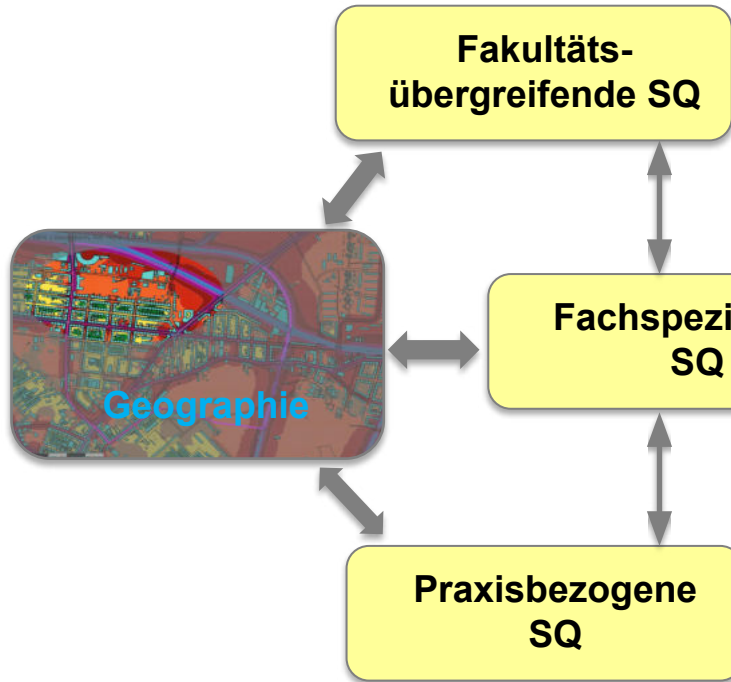 Fakultäts-
übergreifende SQ
Geographie
Fachspezi
SQ
Praxisbezogene
SQ